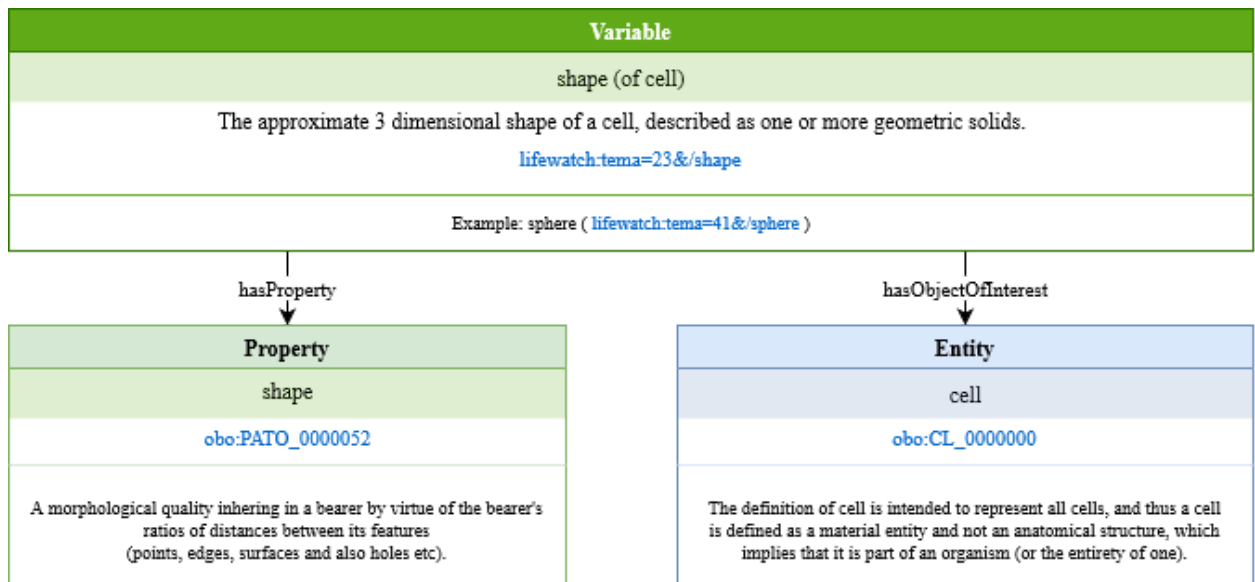 Variable
shape (of cell)
The approximate 3 dimensional shape of a cell, described as one or more geometric solids.
lifewatch:tema=23&/shape
Example: sphere ( lifewatch:tema=41&/sphere )
hasProperty
hasObjectOfInterest
Property
shape
obo:PATO_0000052
A morphological quality inhering in a bearer by virtue of the bearer's
ratios of distances between its features
(points, edges, surfaces and also holes etc).
Entity
cell
obo:CL_0000000
The definition of cell is intended to represent all cells, and thus a cell
is defined as a material entity and not an anatomical structure, which
implies that it is part of an organism (or the entirety of one).